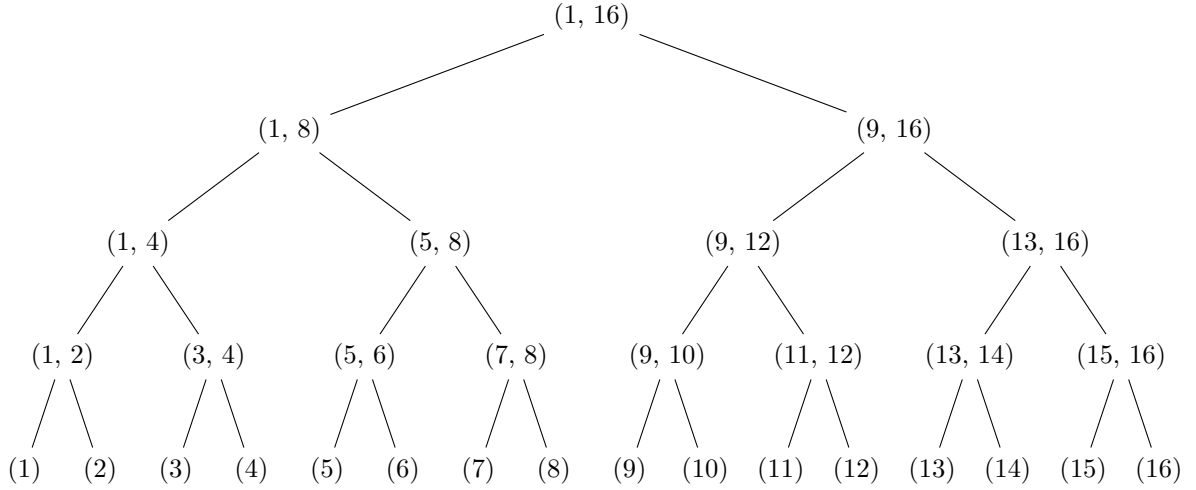 (1, 16)
(1, 8) (9, 16)
(1, 4) (5, 8) (9, 12) (13, 16)
(1, 2) (3, 4) (5, 6) (7, 8) (9, 10) (11, 12) (13, 14) (15, 16)
(1) (2) (3) (4) (5) (6) (7) (8) (9) (10) (11) (12) (13) (14) (15) (16)